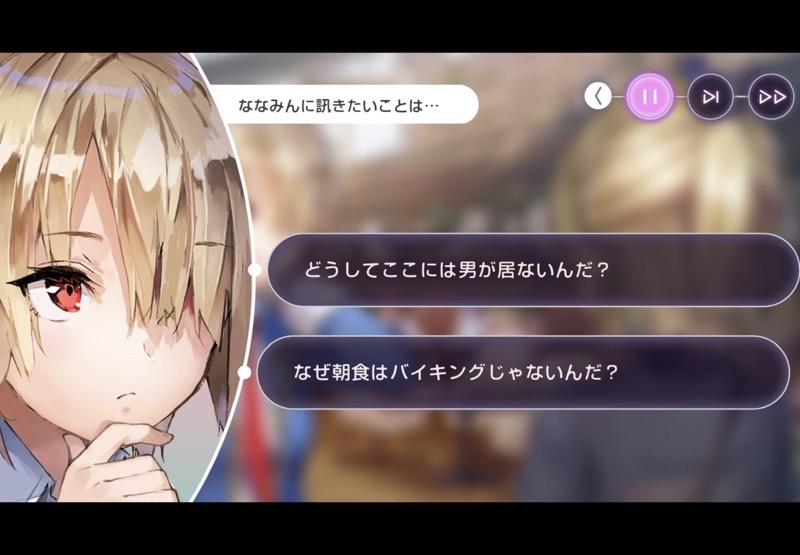 ななみんに訊きたいことは…
どうしてここには男が居ないんだ？
なぜ朝食はバイキングじゃないんだ？